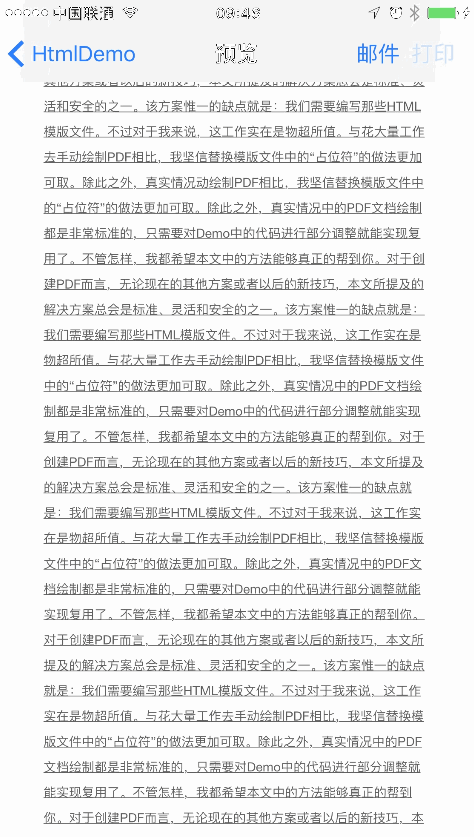 中国联通 09:43
HtmlDemo 预览 邮件 打印
其他方案或者以后的新技巧，本文所提及的解决方案总会是标准、灵
活和安全的之一。该方案惟一的缺点就是：我们需要编写那些HTML
模版文件。不过对于我来说，这工作实在是物超所值。与花大量工作
去手动绘制PDF相比，我坚信替换模版文件中的“占位符”的做法更加
可取。除此之外，真实情况动绘制PDF相比，我坚信替换模版文件中
的“占位符”的做法更加可取。除此之外，真实情况中的PDF文档绘制
都是非常标准的，只需要对Demo中的代码进行部分调整就能实现复
用了。不管怎样、我都希望本文中的方法能够真正的帮到你。对于创
建PDF而言，无论现在的其他方案或者以后的新技巧，本文所提及的
解决方案总会是标准、灵活和安全的之一。该方案惟一的缺点就是：
我们需要编写那些HTML模版文件。不过对于我来说，这工作实在是
物超所值。与花大量工作去手动绘制PDF相比，我坚信替换模版文件
中的“占位符”的做法更加可取。除此之外，真实情况中的PDF文档绘
制都是非常标准的，只需要对Demo中的代码进行部分调整就能实现
复用了。不管怎样，我都希望本文中的方法能够真正的帮到你。对于
创建PDF而言，无论现在的其他方案或者以后的新技巧，本文所提及
的解决方案总会是标准、灵活和安全的之一。该方案惟一的缺点就
是：我们需要编写那些HTML模版文件。不过对于我来说，这工作实
在是物超所值。与花大量工作去手动绘制PDF相比，我坚信替换模版
文件中的“占位符”的做法更加可取。除此之外，真实情况中的PDF文
档绘制都是非常标准的，只需要对Demo中的代码进行部分调整就能
实现复用了。不管怎样，我都希望本文中的方法能够真正的帮到你。
对于创建PDF而言，无论现在的其他方案或者以后的新技巧，本文所
提及的解决方案总会是标准、灵活和安全的之一。该方案惟一的缺点
就是：我们需要编写那些HTML模版文件。不过对于我来说，这工作
实在是物超所值。与花大量工作去手动绘制PDF相比，我坚信替换模
版文件中的“占位符”的做法更加可取。除此之外，真实情况中的PDF
文档绘制都是非常标准的，只需要对Demo中的代码进行部分调整就
能实现复用了。不管怎样，我都希望本文中的方法能够真正的帮到
你。对于创建PDF而言，无论现在的其他方案或者以后的新技巧，本